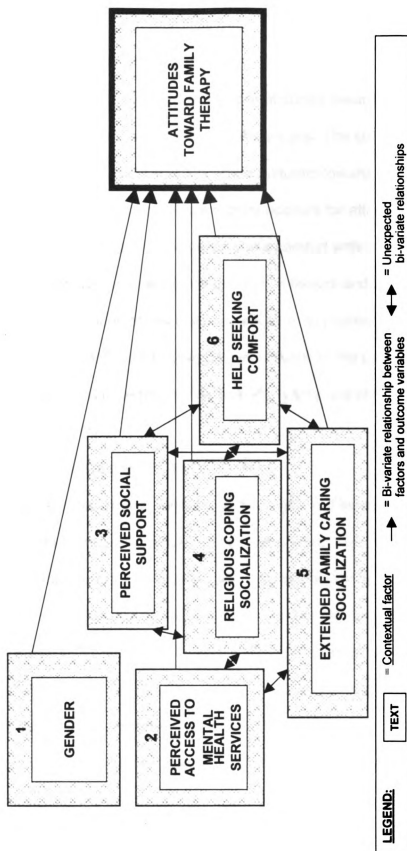 1
GENDER
2
PERCEIVED
ACCESS TO
MENTAL
HEALTH
SERVICES
3
PERCEIVED SOCIAL
SUPPORT
4
RELIGIOUS COPING
SOCIALIZATION
5
EXTENDED FAMILY CARING
SOCIALIZATION
6
HELP SEEKING
COMFORT
ATTITUDES
TOWARD FAMILY
THERAPY
LEGEND:
TEXT
= Contextual factor
= Bi-variate relationship between
factors and outcome variables
= Unexpected
bi-variate relationships